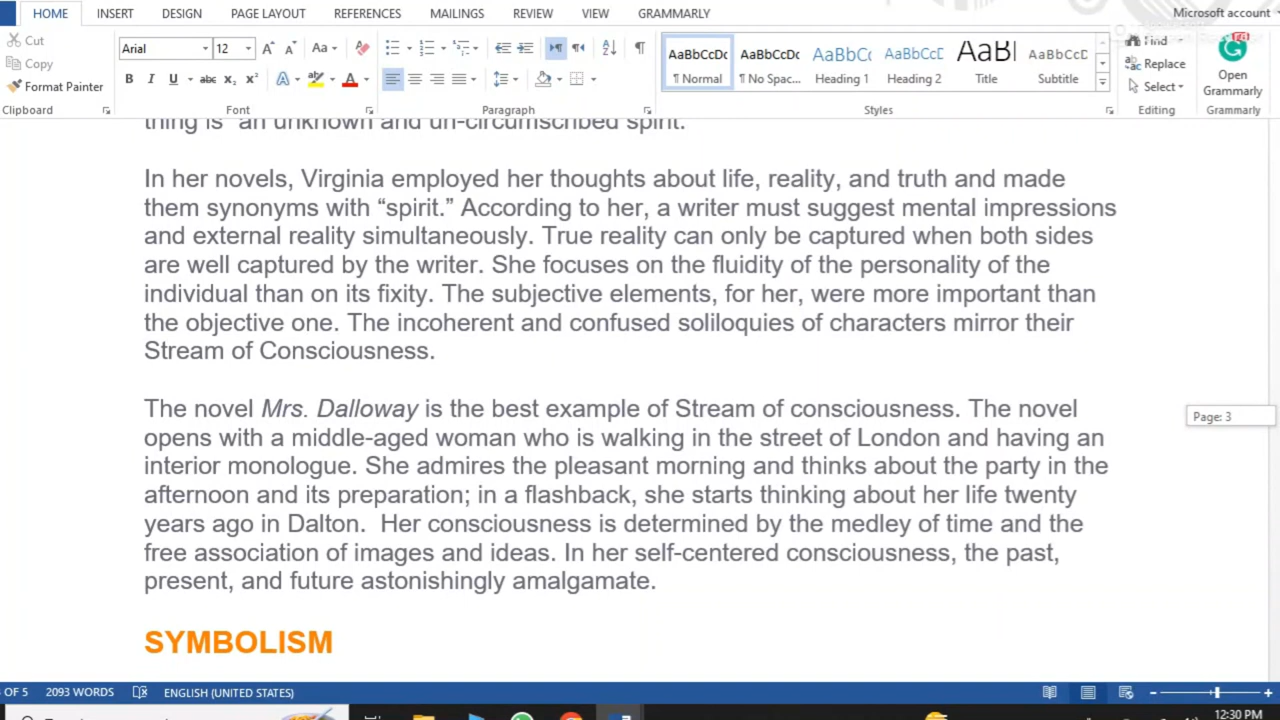 HOME INSERT DESIGN PAGE LAYOUT REFERENCES MAILINGS REVIEW VIEW GRAMMARLY Microsoft account
Cut
Copy
Format Painter
Clipboard
Arial 12
Font
Paragraph
AaBbCcDc AaBbCcDc AaBbC AaBbCcD AaB AaBbCcD
¶ Normal ¶ No Spac... Heading 1 Heading 2 Title Subtitle
Styles
Find
Replace
Select
Editing
Open
Grammarly
Grammarly
thing is “an unknown and un-circumscribed spirit.
In her novels, Virginia employed her thoughts about life, reality, and truth and made
them synonyms with “spirit.” According to her, a writer must suggest mental impressions
and external reality simultaneously. True reality can only be captured when both sides
are well captured by the writer. She focuses on the fluidity of the personality of the
individual than on its fixity. The subjective elements, for her, were more important than
the objective one. The incoherent and confused soliloquies of characters mirror their
Stream of Consciousness.
The novel Mrs. Dalloway is the best example of Stream of consciousness. The novel
opens with a middle-aged woman who is walking in the street of London and having an
interior monologue. She admires the pleasant morning and thinks about the party in the
afternoon and its preparation; in a flashback, she starts thinking about her life twenty
years ago in Dalton. Her consciousness is determined by the medley of time and the
free association of images and ideas. In her self-centered consciousness, the past,
present, and future astonishingly amalgamate.
Page: 3
SYMBOLISM
OF 5 2093 WORDS ENGLISH (UNITED STATES)
12:30 PM